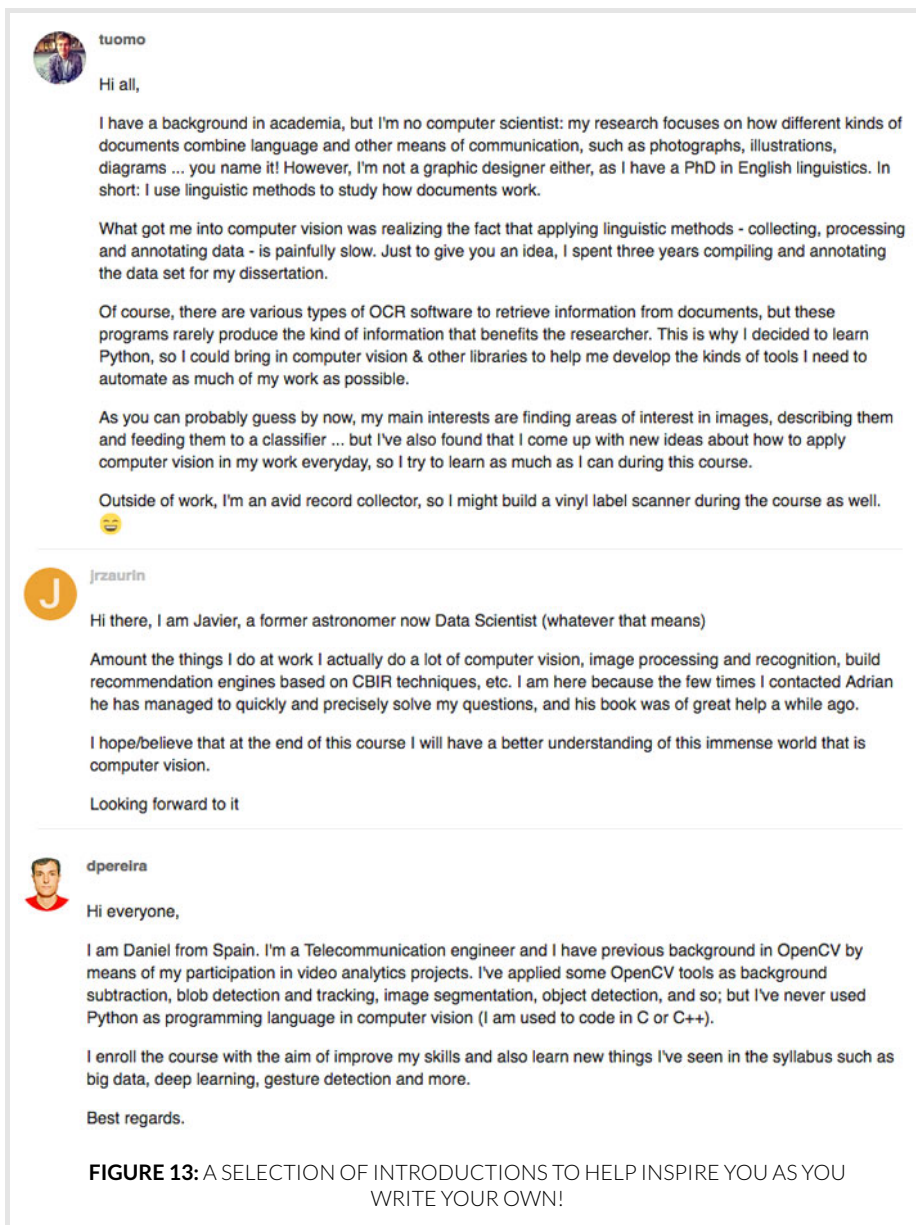 tuomo
Hi all,
I have a background in academia, but I'm no computer scientist: my research focuses on how different kinds of
documents combine language and other means of communication, such as photographs, illustrations,
diagrams ... you name it! However, I'm not a graphic designer either, as I have a PhD in English linguistics. In
short: I use linguistic methods to study how documents work.
What got me into computer vision was realizing the fact that applying linguistic methods - collecting, processing
and annotating data - is painfully slow. Just to give you an idea, I spent three years compiling and annotating
the data set for my dissertation.
Of course, there are various types of OCR software to retrieve information from documents, but these
programs rarely produce the kind of information that benefits the researcher. This is why I decided to learn
Python, so I could bring in computer vision & other libraries to help me develop the kinds of tools I need to
automate as much of my work as possible.
As you can probably guess by now, my main interests are finding areas of interest in images, describing them
and feeding them to a classifier ... but I've also found that I come up with new ideas about how to apply
computer vision in my work everyday, so I try to learn as much as I can during this course.
Outside of work, I'm an avid record collector, so I might build a vinyl label scanner during the course as well.
😄
J
jrzaurin
Hi there, I am Javier, a former astronomer now Data Scientist (whatever that means)
Amount the things I do at work I actually do a lot of computer vision, image processing and recognition, build
recommendation engines based on CBIR techniques, etc. I am here because the few times I contacted Adrian
he has managed to quickly and precisely solve my questions, and his book was of great help a while ago.
I hope/believe that at the end of this course I will have a better understanding of this immense world that is
computer vision.
Looking forward to it
dpereira
Hi everyone,
I am Daniel from Spain. I'm a Telecommunication engineer and I have previous background in OpenCV by
means of my participation in video analytics projects. I've applied some OpenCV tools as background
subtraction, blob detection and tracking, image segmentation, object detection, and so; but I've never used
Python as programming language in computer vision (I am used to code in C or C++).
I enroll the course with the aim of improve my skills and also learn new things I've seen in the syllabus such as
big data, deep learning, gesture detection and more.
Best regards.
FIGURE 13: A SELECTION OF INTRODUCTIONS TO HELP INSPIRE YOU AS YOU
WRITE YOUR OWN!